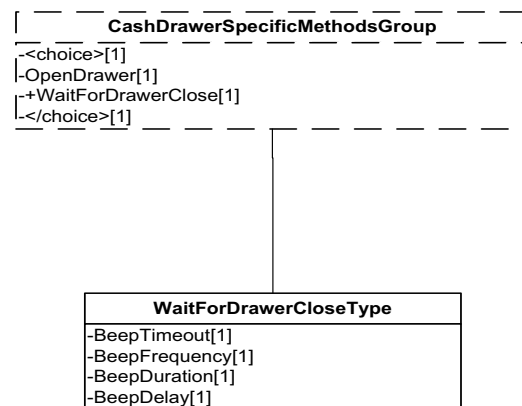 CashDrawerSpecificMethodsGroup
-<choice>[1]
-OpenDrawer[1]
-+WaitForDrawerClose[1]
-</choice>[1]
WaitForDrawerCloseType
-BeepTimeout[1]
-BeepFrequency[1]
-BeepDuration[1]
-BeepDelay[1]